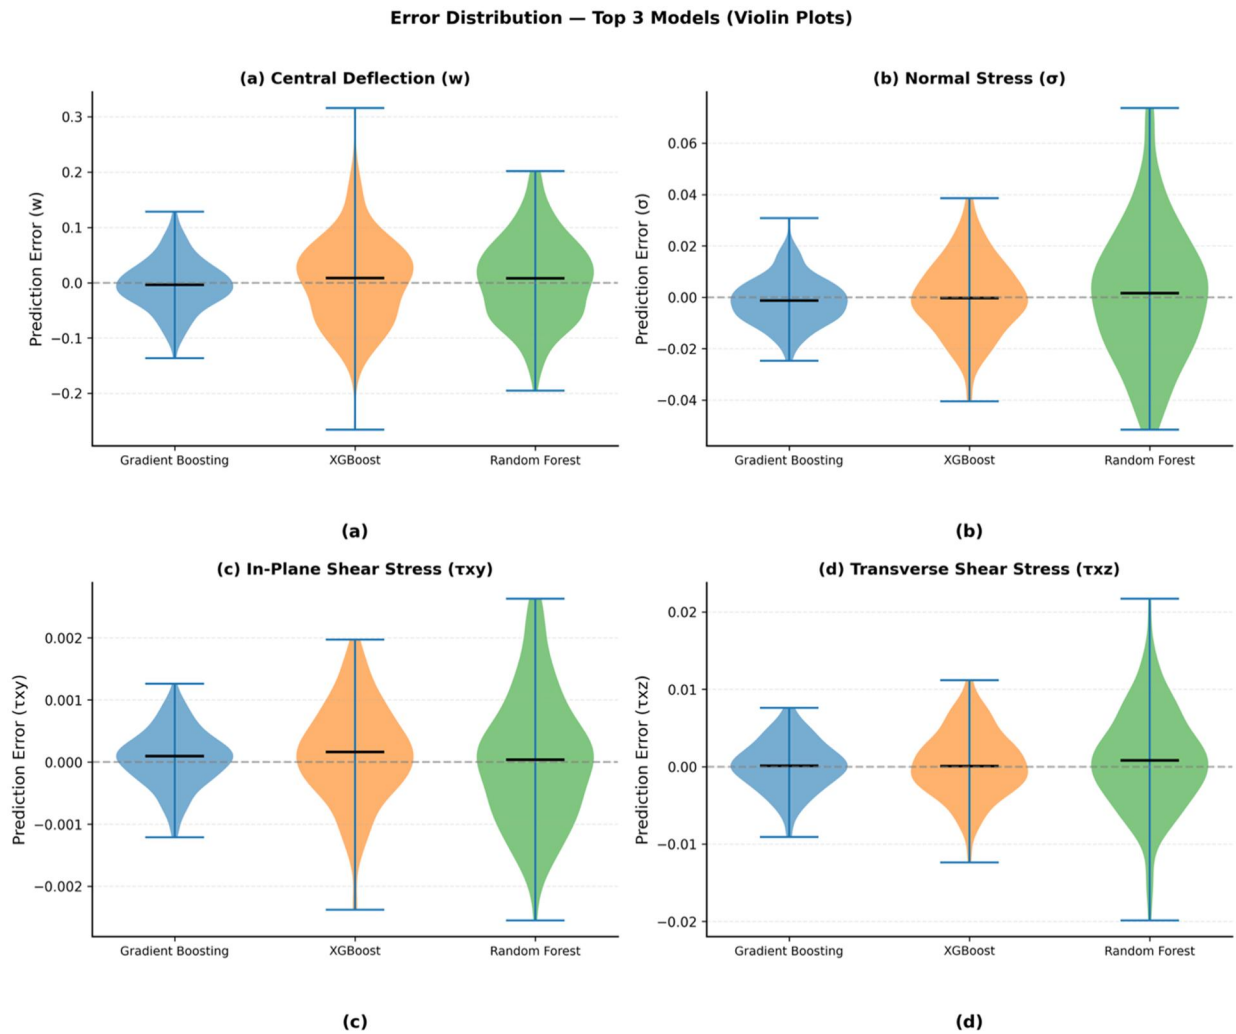 Error Distribution — Top 3 Models (Violin Plots)
(a) Central Deflection (w)
Prediction Error (w)
0.3
0.2
0.1
0.0
−0.1
−0.2
Gradient Boosting
XGBoost
Random Forest
(a)
(b) Normal Stress (σ)
Prediction Error (σ)
0.06
0.04
0.02
0.00
−0.02
−0.04
Gradient Boosting
XGBoost
Random Forest
(b)
(c) In-Plane Shear Stress (τxy)
Prediction Error (τxy)
0.002
0.001
0.000
−0.001
−0.002
Gradient Boosting
XGBoost
Random Forest
(c)
(d) Transverse Shear Stress (τxz)
Prediction Error (τxz)
0.02
0.01
0.00
−0.01
−0.02
Gradient Boosting
XGBoost
Random Forest
(d)